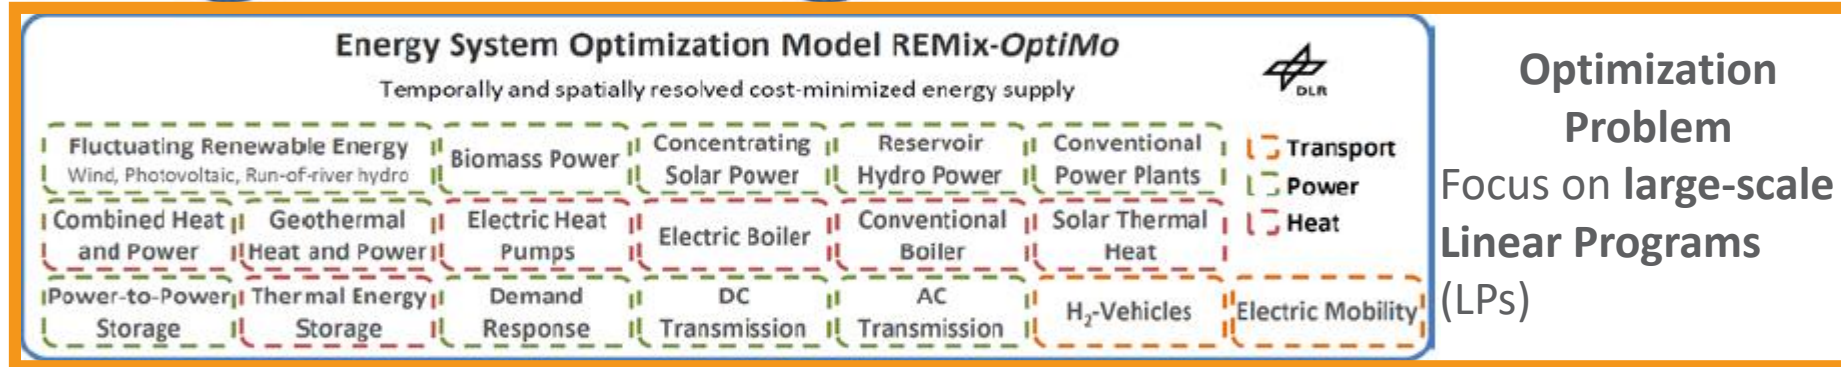 Energy System Optimization Model REMix-OptiMo
Temporally and spatially resolved cost-minimized energy supply
DLR
Fluctuating Renewable Energy
Wind, Photovoltaic, Run-of-river hydro
Biomass Power
Concentrating
Solar Power
Reservoir
Hydro Power
Conventional
Power Plants
Combined Heat
and Power
Geothermal
Heat and Power
Electric Heat
Pumps
Electric Boiler
Conventional
Boiler
Solar Thermal
Heat
Power-to-Power
Storage
Thermal Energy
Storage
Demand
Response
DC
Transmission
AC
Transmission
H₂-Vehicles
Electric Mobility
Transport
Power
Heat
Optimization
Problem
Focus on large-scale
Linear Programs
(LPs)